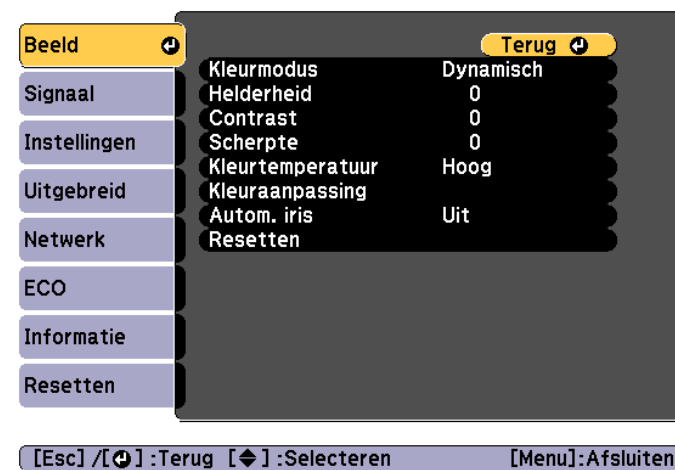 Beeld
Signaal
Instellingen
Uitgebreid
Netwerk
ECO
Informatie
Resetten
Terug
Kleurmodus Dynamisch
Helderheid 0
Contrast 0
Scherpte 0
Kleurtemperatuur Hoog
Kleuraanpassing
Autom. iris Uit
Resetten
[Esc] /[⏎] :Terug [◆] :Selecteren [Menu]:Afsluiten